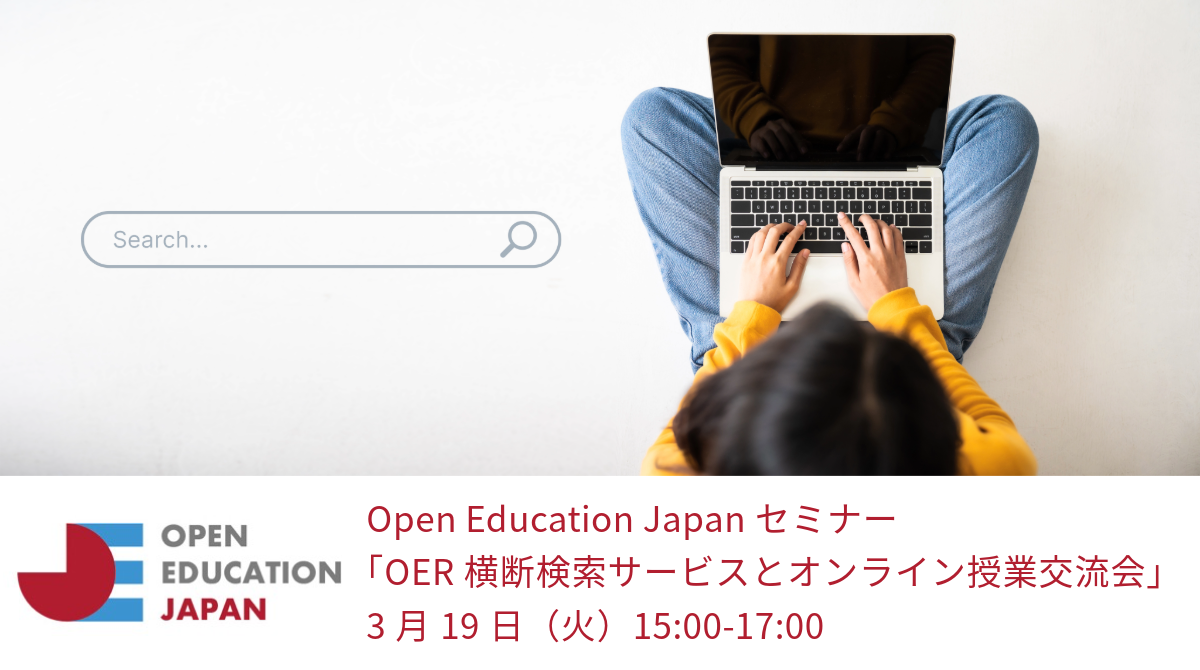 Search...
OPEN
EDUCATION
JAPAN
Open Education Japan セミナー
「OER 横断検索サービスとオンライン授業交流会」
3 月 19 日（火）15:00-17:00